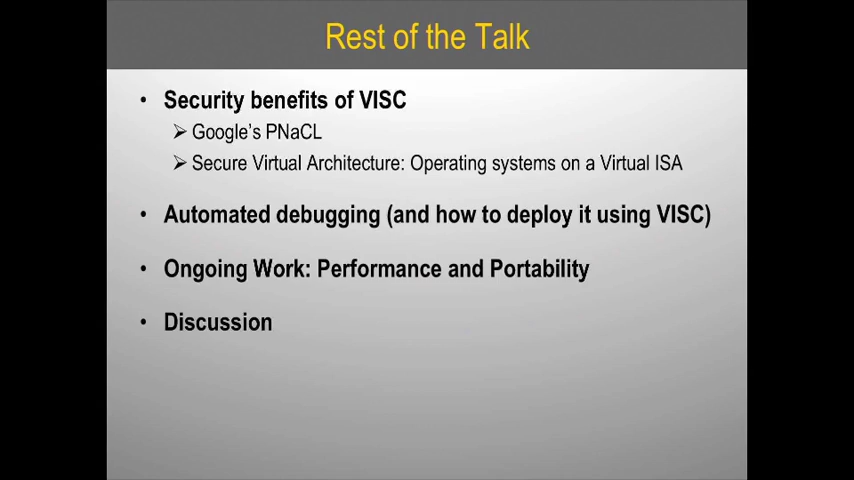 Rest of the Talk
• Security benefits of VISC
➢ Google's PNaCL
➢ Secure Virtual Architecture: Operating systems on a Virtual ISA
• Automated debugging (and how to deploy it using VISC)
• Ongoing Work: Performance and Portability
• Discussion